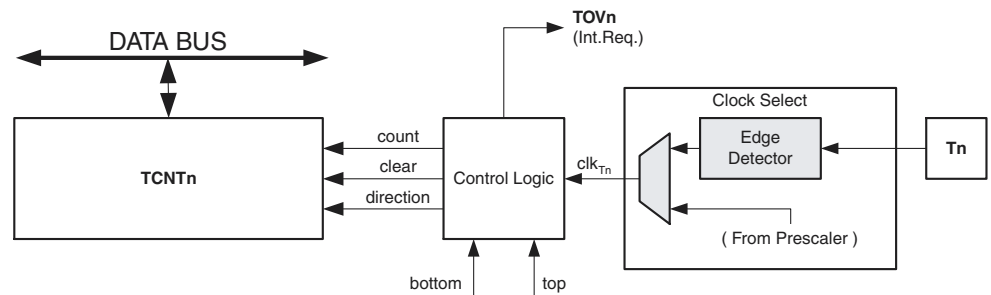 TOVn
(Int.Req.)
DATA BUS
Clock Select
Edge
Detector
Tn
TCNTn
count
clear
direction
Control Logic
clkTn
( From Prescaler )
bottom
top